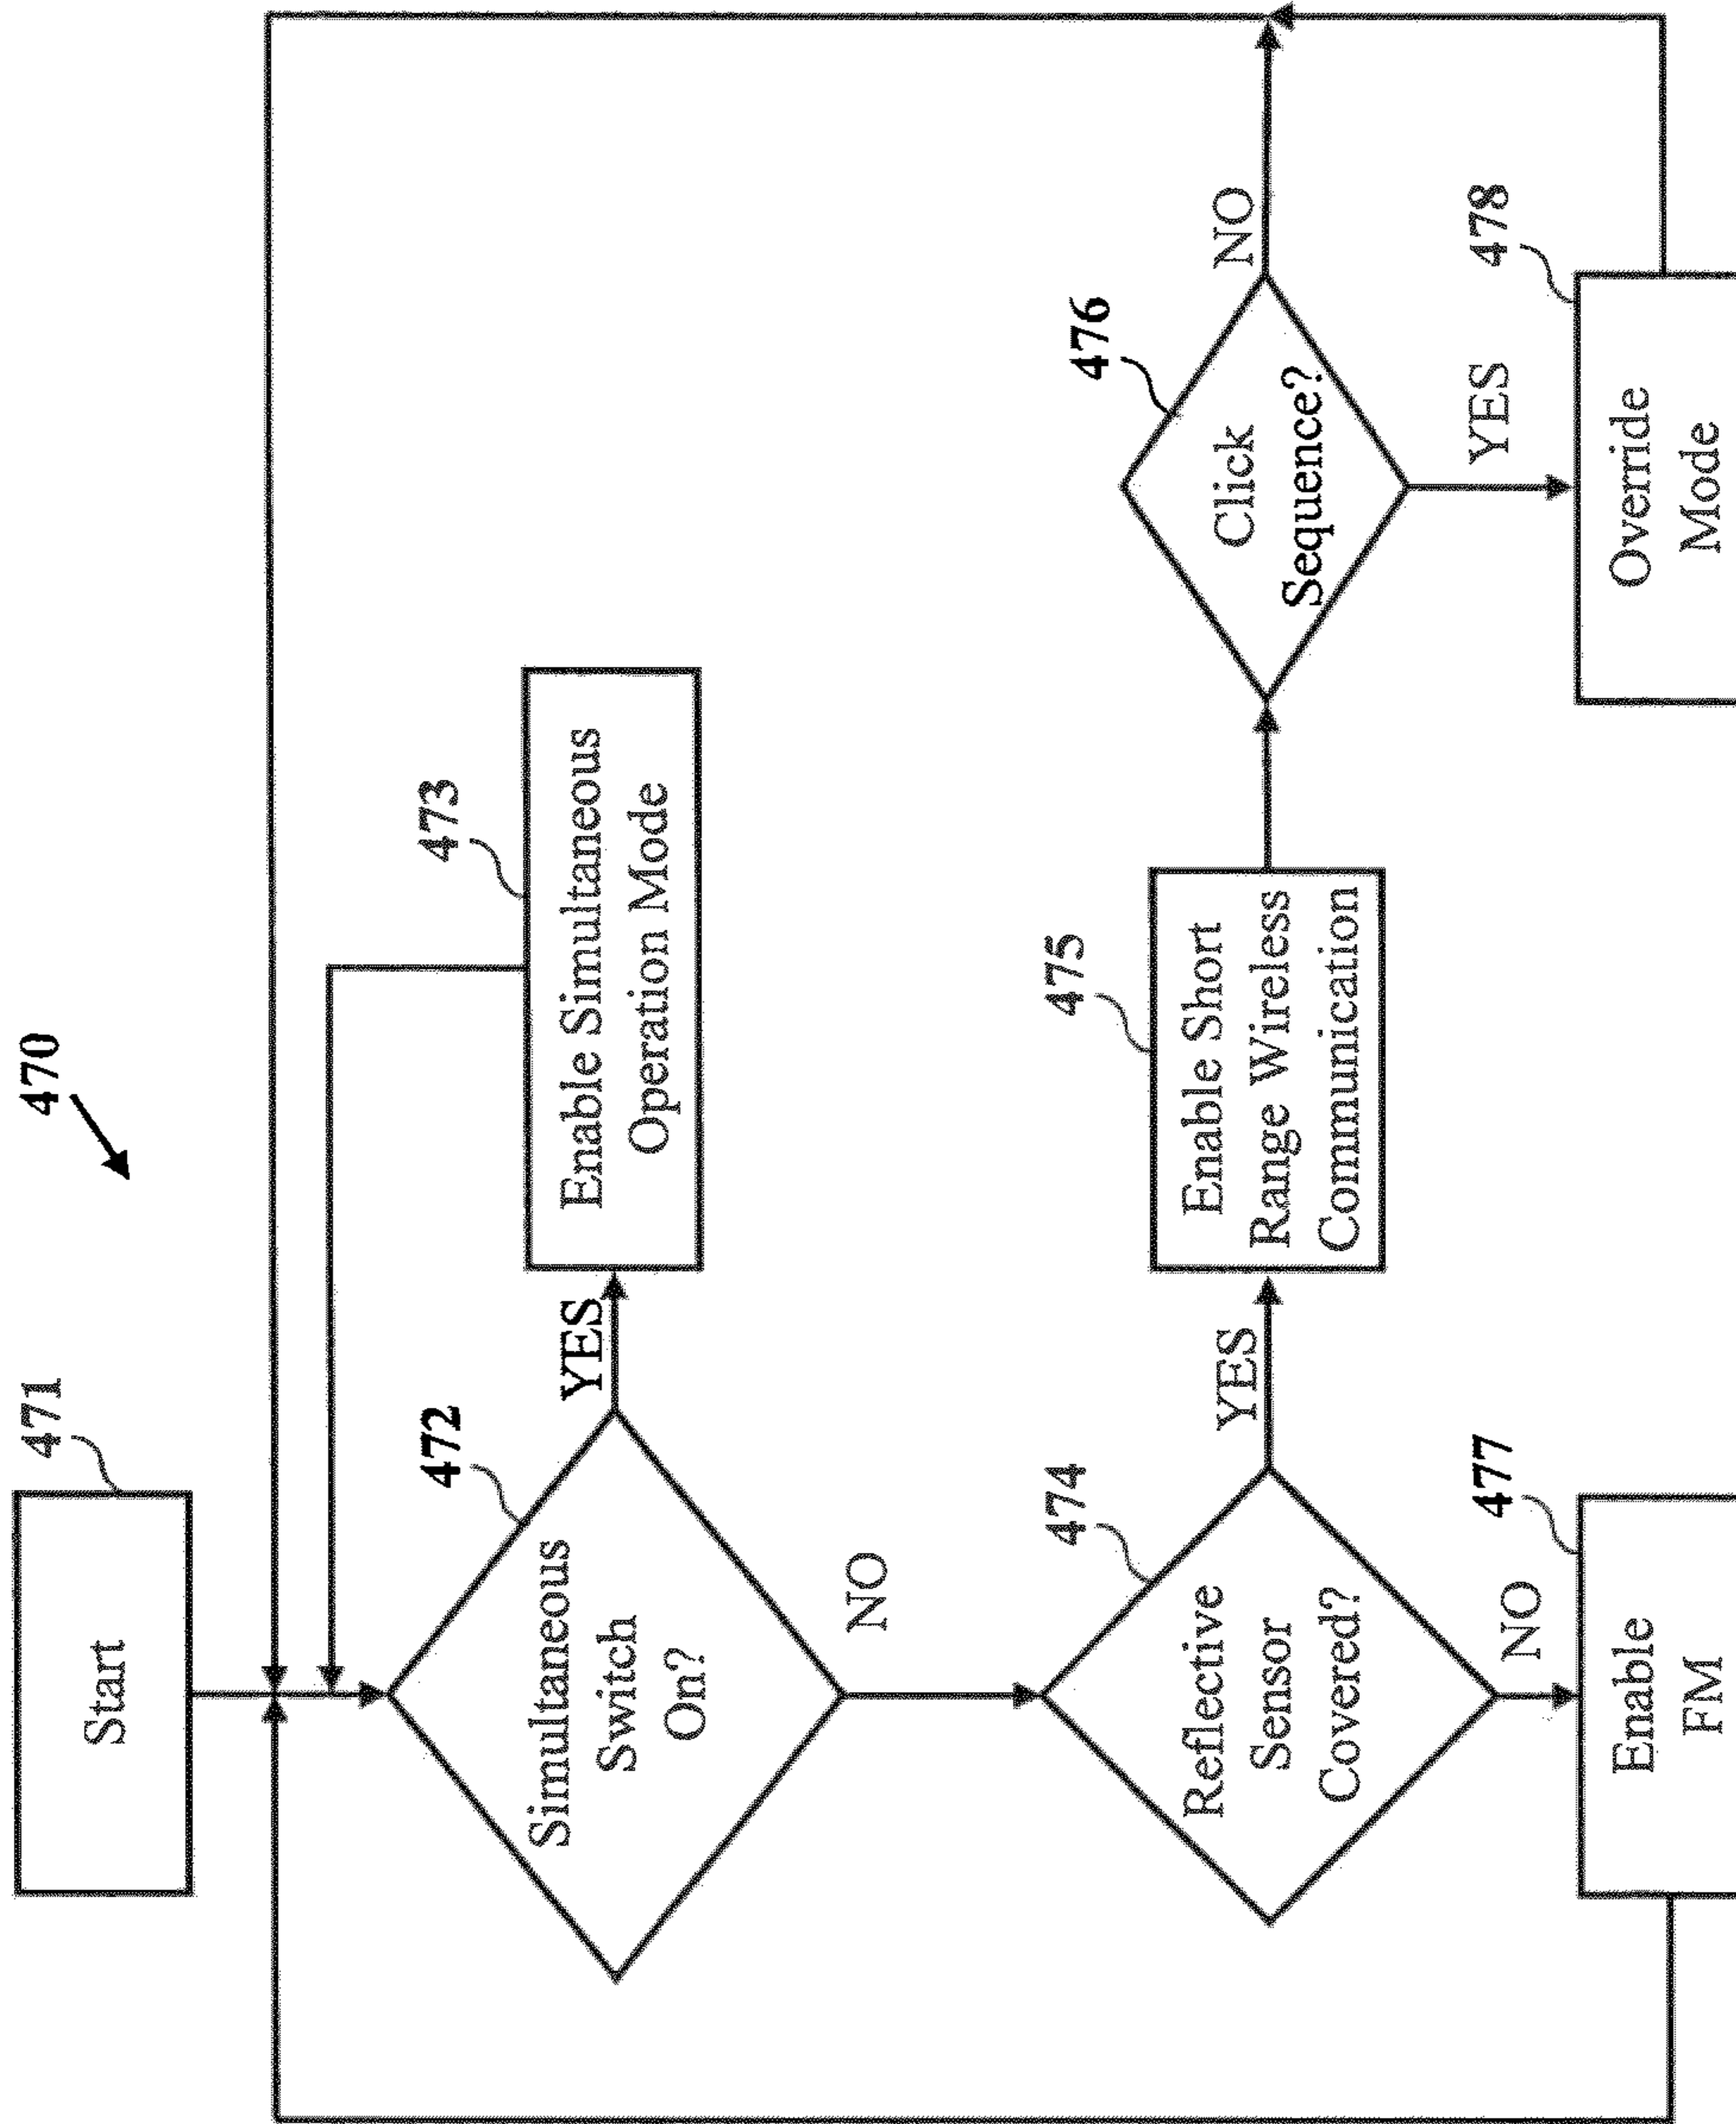 470
Start
471
Simultaneous
Switch
On?
472
YES
Enable Simultaneous
Operation Mode
473
NO
Reflective
Sensor
Covered?
474
YES
Enable Short
Range Wireless
Communication
475
Click
Sequence?
476
NO
NO
Enable
FM
477
YES
Override
Mode
478